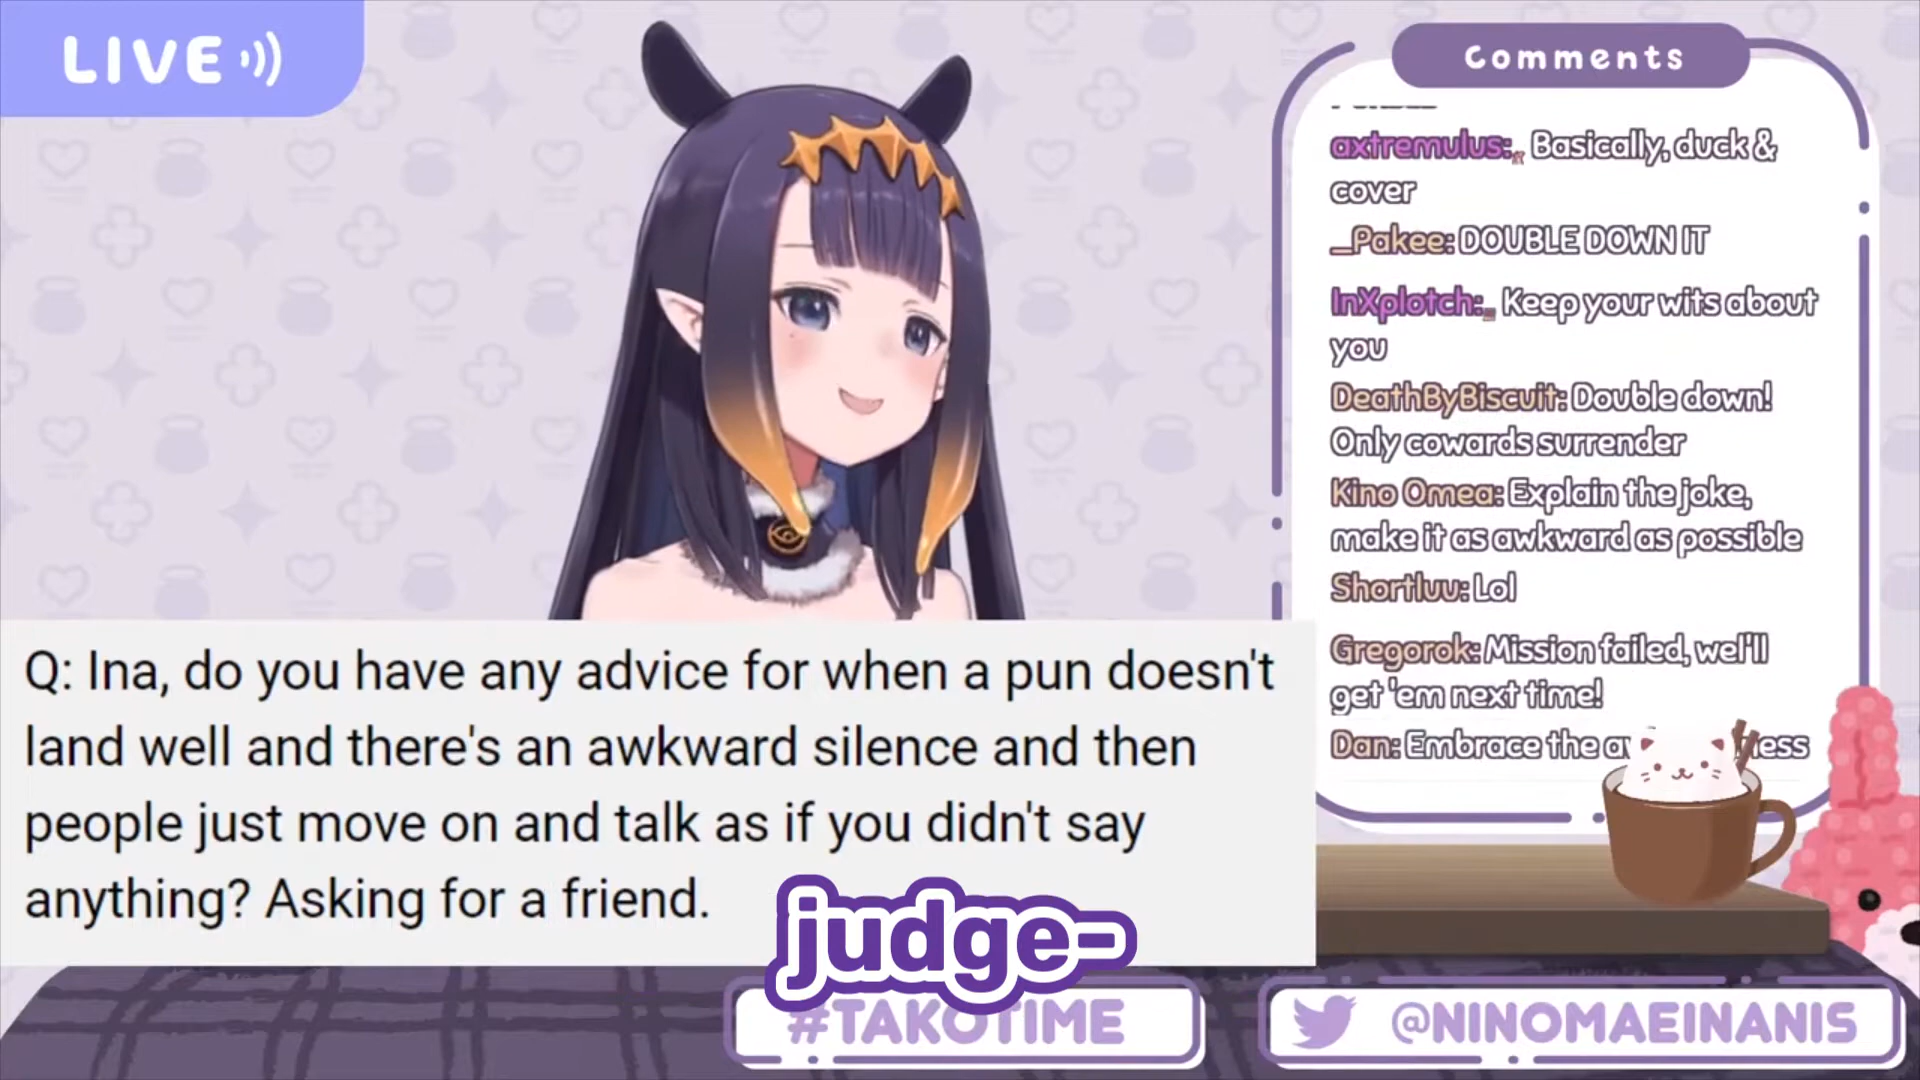 LIVE
Comments
axtremulus: Basically, duck &
cover
_Pakee: DOUBLE DOWN IT
InXplotch: Keep your wits about
you
DeathByBiscuit: Double down!
Only cowards surrender
Kino Omea: Explain the joke,
make it as awkward as possible
Shortluv: Lol
Gregorok: Mission failed, wel'll
get 'em next time!
Dan: Embrace the
Q: Ina, do you have any advice for when a pun doesn't
land well and there's an awkward silence and then
people just move on and talk as if you didn't say
anything? Asking for a friend.
judge-
#TAKOTIME
@NINOMAEINANIS